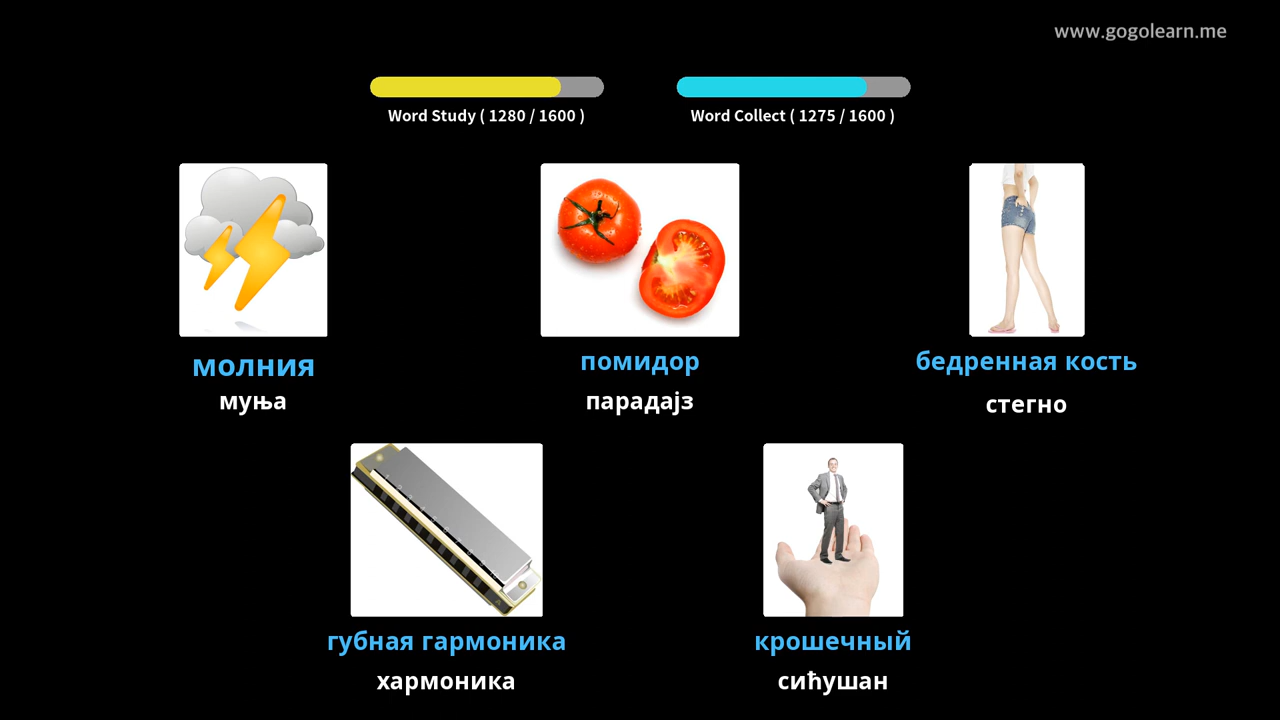 www.gogolearn.me
Word Study ( 1280 / 1600 )
Word Collect ( 1275 / 1600 )
молния
муња
помидор
парадајз
бедренная кость
стегно
губная гармоника
хармоника
крошечный
сићушан